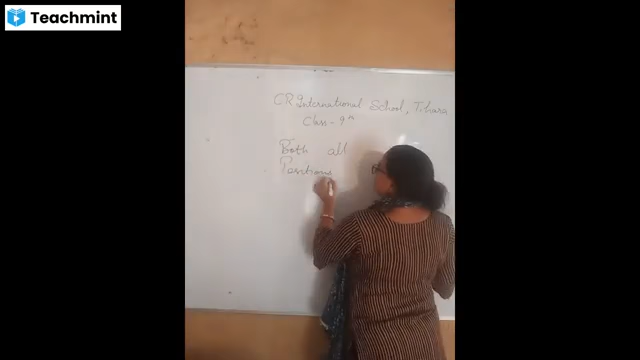 Teachmint
CR International School, Tihara
Class - 9th
Both all
Positions